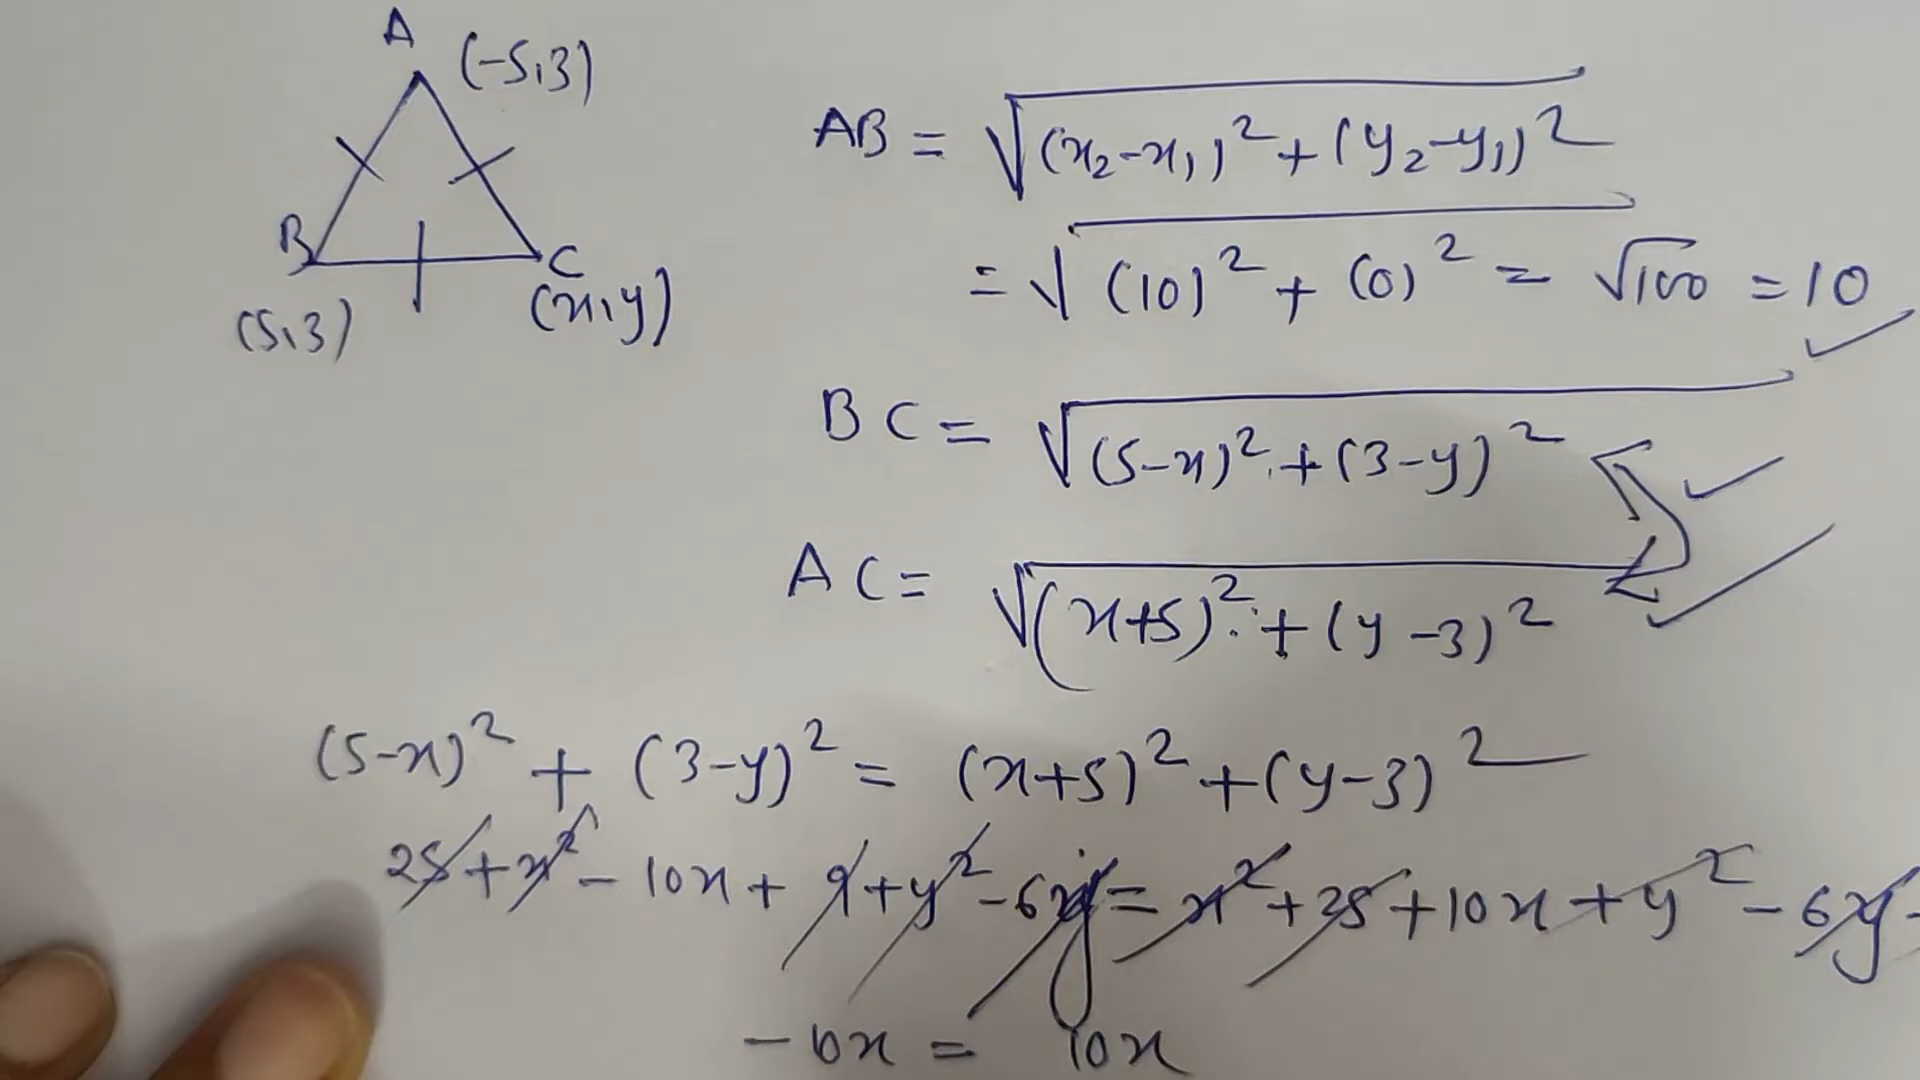 A
(-5,3)
B
C
(5,3)
(x,y)
AB = √(x₂-x₁)² + (y₂-y₁)²
= √(10)² + (0)² = √100 = 10
BC = √(5-x)² + (3-y)²
AC = √(x+5)² + (y-3)²
(5-x)² + (3-y)² = (x+5)² + (y-3)²
25 + x² - 10x + 9 + y² - 6y = x² + 25 + 10x + y² - 6y
-10x = 10x